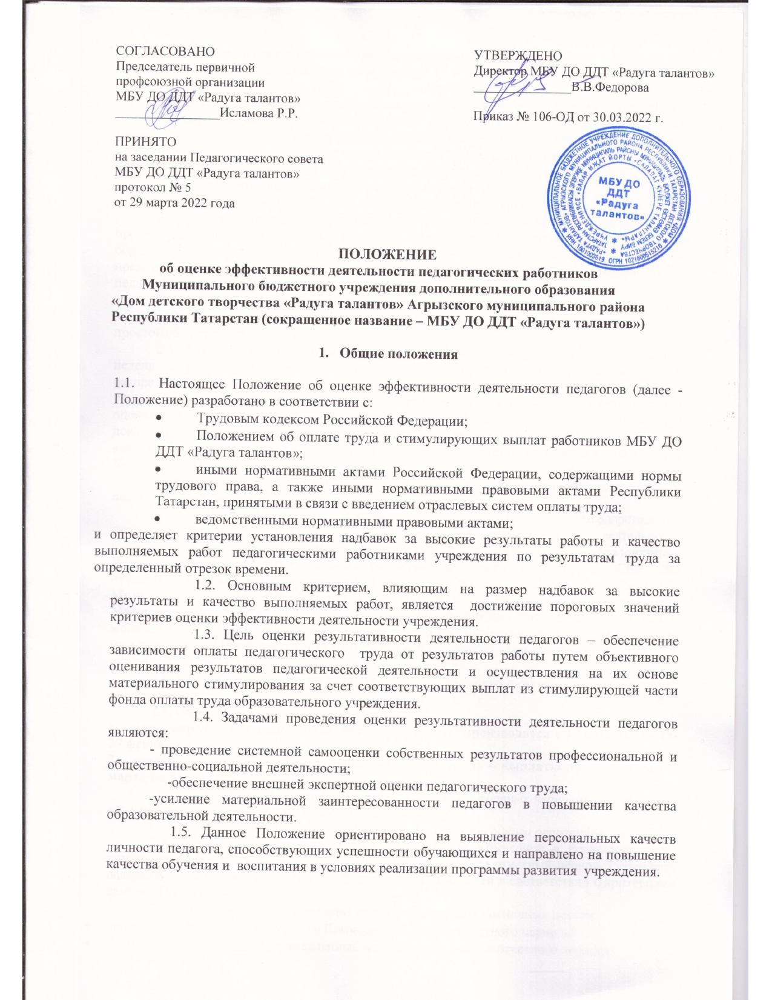 СОГЛАСОВАНО
Председатель первичной
профсоюзной организации
МБУ ДО ДДТ «Радуга талантов»
________________Исламова Р.Р.
УТВЕРЖДЕНО
Директор МБУ ДО ДДТ «Радуга талантов»
_______________В.В.Федорова
Приказ № 106-ОД от 30.03.2022 г.
ПРИНЯТО
на заседании Педагогического совета
МБУ ДО ДДТ «Радуга талантов»
протокол № 5
от 29 марта 2022 года
МБУ ДО
ДДТ
«Радуга
талантов»
МУНИЦИПАЛЬНОЕ БЮДЖЕТНОЕ УЧРЕЖДЕНИЕ ДОПОЛНИТЕЛЬНОГО ОБРАЗОВАНИЯ «ДОМ
ИНН 1601003819 ОГРН 1021600515216
ПОЛОЖЕНИЕ
об оценке эффективности деятельности педагогических работников
Муниципального бюджетного учреждения дополнительного образования
«Дом детского творчества «Радуга талантов» Агрызского муниципального района
Республики Татарстан (сокращенное название – МБУ ДО ДДТ «Радуга талантов»)
1. Общие положения
1.1. Настоящее Положение об оценке эффективности деятельности педагогов (далее -
Положение) разработано в соответствии с:
• Трудовым кодексом Российской Федерации;
• Положением об оплате труда и стимулирующих выплат работников МБУ ДО
ДДТ «Радуга талантов»;
• иными нормативными актами Российской Федерации, содержащими нормы
трудового права, а также иными нормативными правовыми актами Республики
Татарстан, принятыми в связи с введением отраслевых систем оплаты труда;
• ведомственными нормативными правовыми актами;
и определяет критерии установления надбавок за высокие результаты работы и качество
выполняемых работ педагогическими работниками учреждения по результатам труда за
определенный отрезок времени.
1.2. Основным критерием, влияющим на размер надбавок за высокие
результаты и качество выполняемых работ, является достижение пороговых значений
критериев оценки эффективности деятельности учреждения.
1.3. Цель оценки результативности деятельности педагогов – обеспечение
зависимости оплаты педагогического труда от результатов работы путем объективного
оценивания результатов педагогической деятельности и осуществления на их основе
материального стимулирования за счет соответствующих выплат из стимулирующей части
фонда оплаты труда образовательного учреждения.
1.4. Задачами проведения оценки результативности деятельности педагогов
являются:
- проведение системной самооценки собственных результатов профессиональной и
общественно-социальной деятельности;
-обеспечение внешней экспертной оценки педагогического труда;
-усиление материальной заинтересованности педагогов в повышении качества
образовательной деятельности.
1.5. Данное Положение ориентировано на выявление персональных качеств
личности педагога, способствующих успешности обучающихся и направлено на повышение
качества обучения и воспитания в условиях реализации программы развития учреждения.